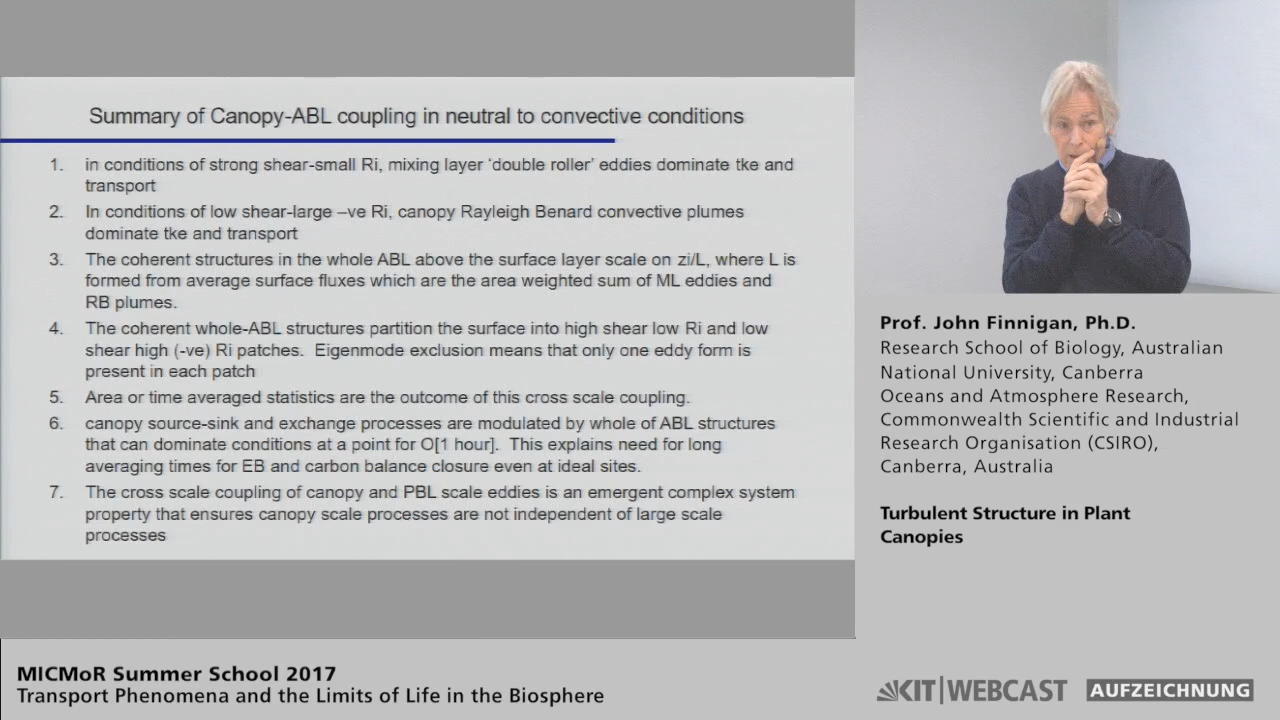 Summary of Canopy-ABL coupling in neutral to convective conditions
1. in conditions of strong shear-small Ri, mixing layer 'double roller' eddies dominate tke and
transport
2. In conditions of low shear-large –ve Ri, canopy Rayleigh Benard convective plumes
dominate tke and transport
3. The coherent structures in the whole ABL above the surface layer scale on zi/L, where L is
formed from average surface fluxes which are the area weighted sum of ML eddies and
RB plumes.
4. The coherent whole-ABL structures partition the surface into high shear low Ri and low
shear high (-ve) Ri patches. Eigenmode exclusion means that only one eddy form is
present in each patch
5. Area or time averaged statistics are the outcome of this cross scale coupling.
6. canopy source-sink and exchange processes are modulated by whole of ABL structures
that can dominate conditions at a point for O[1 hour]. This explains need for long
averaging times for EB and carbon balance closure even at ideal sites.
7. The cross scale coupling of canopy and PBL scale eddies is an emergent complex system
property that ensures canopy scale processes are not independent of large scale
processes
Prof. John Finnigan, Ph.D.
Research School of Biology, Australian
National University, Canberra
Oceans and Atmosphere Research,
Commonwealth Scientific and Industrial
Research Organisation (CSIRO),
Canberra, Australia
Turbulent Structure in Plant
Canopies
MICMoR Summer School 2017
Transport Phenomena and the Limits of Life in the Biosphere
KIT|WEBCAST AUFZEICHNUNG